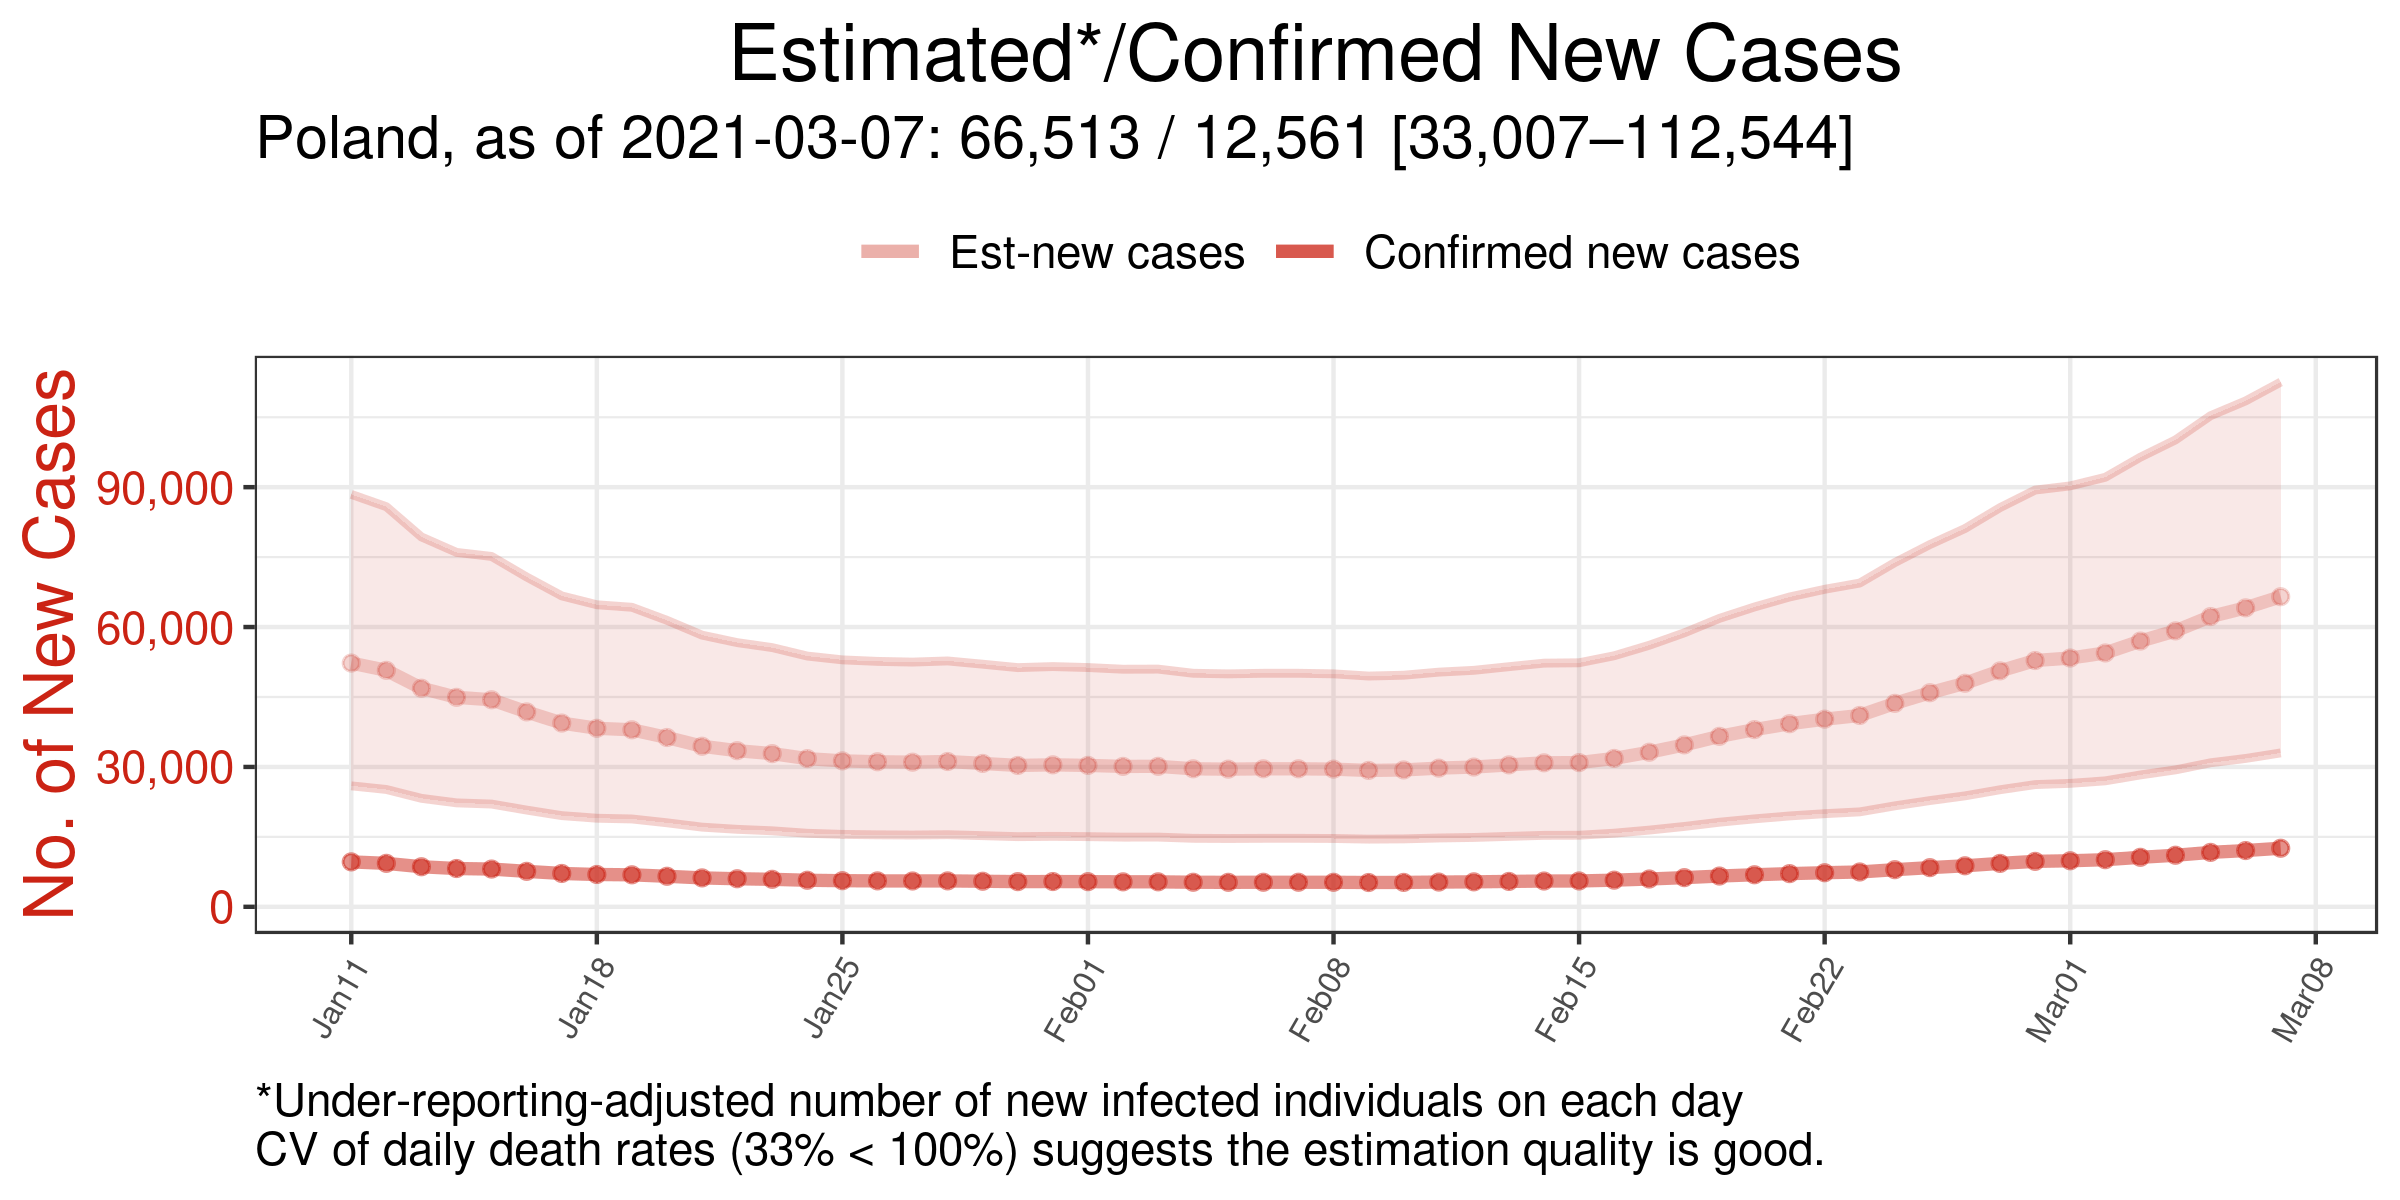 Estimated*/Confirmed New Cases
Poland, as of 2021-03-07: 66,513 / 12,561 [33,007–112,544]
Est-new cases
Confirmed new cases
No. of New Cases
90,000
60,000
30,000
0
Jan11
Jan18
Jan25
Feb01
Feb08
Feb15
Feb22
Mar01
Mar08
*Under-reporting-adjusted number of new infected individuals on each day
CV of daily death rates (33% < 100%) suggests the estimation quality is good.